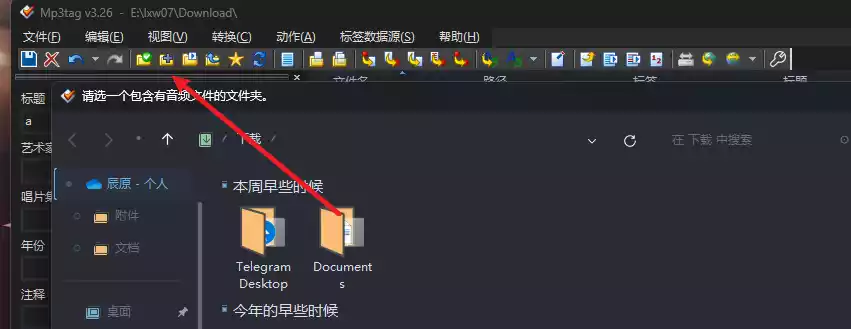 Mp3tag v3.26 - E:\lxw07\Download\
文件(F) 编辑(E) 视图(V) 转换(C) 动作(A) 标签数据源(S) 帮助(H)
文件名 路径 标签 标题
请选一个包含有音频文件的文件夹。
标题
a
下载
在 下载 中搜索
艺术家
辰原 - 个人
本周早些时候
唱片集
附件
年份
文档
Telegram Desktop
Documents
注释
桌面
今年的早些时候